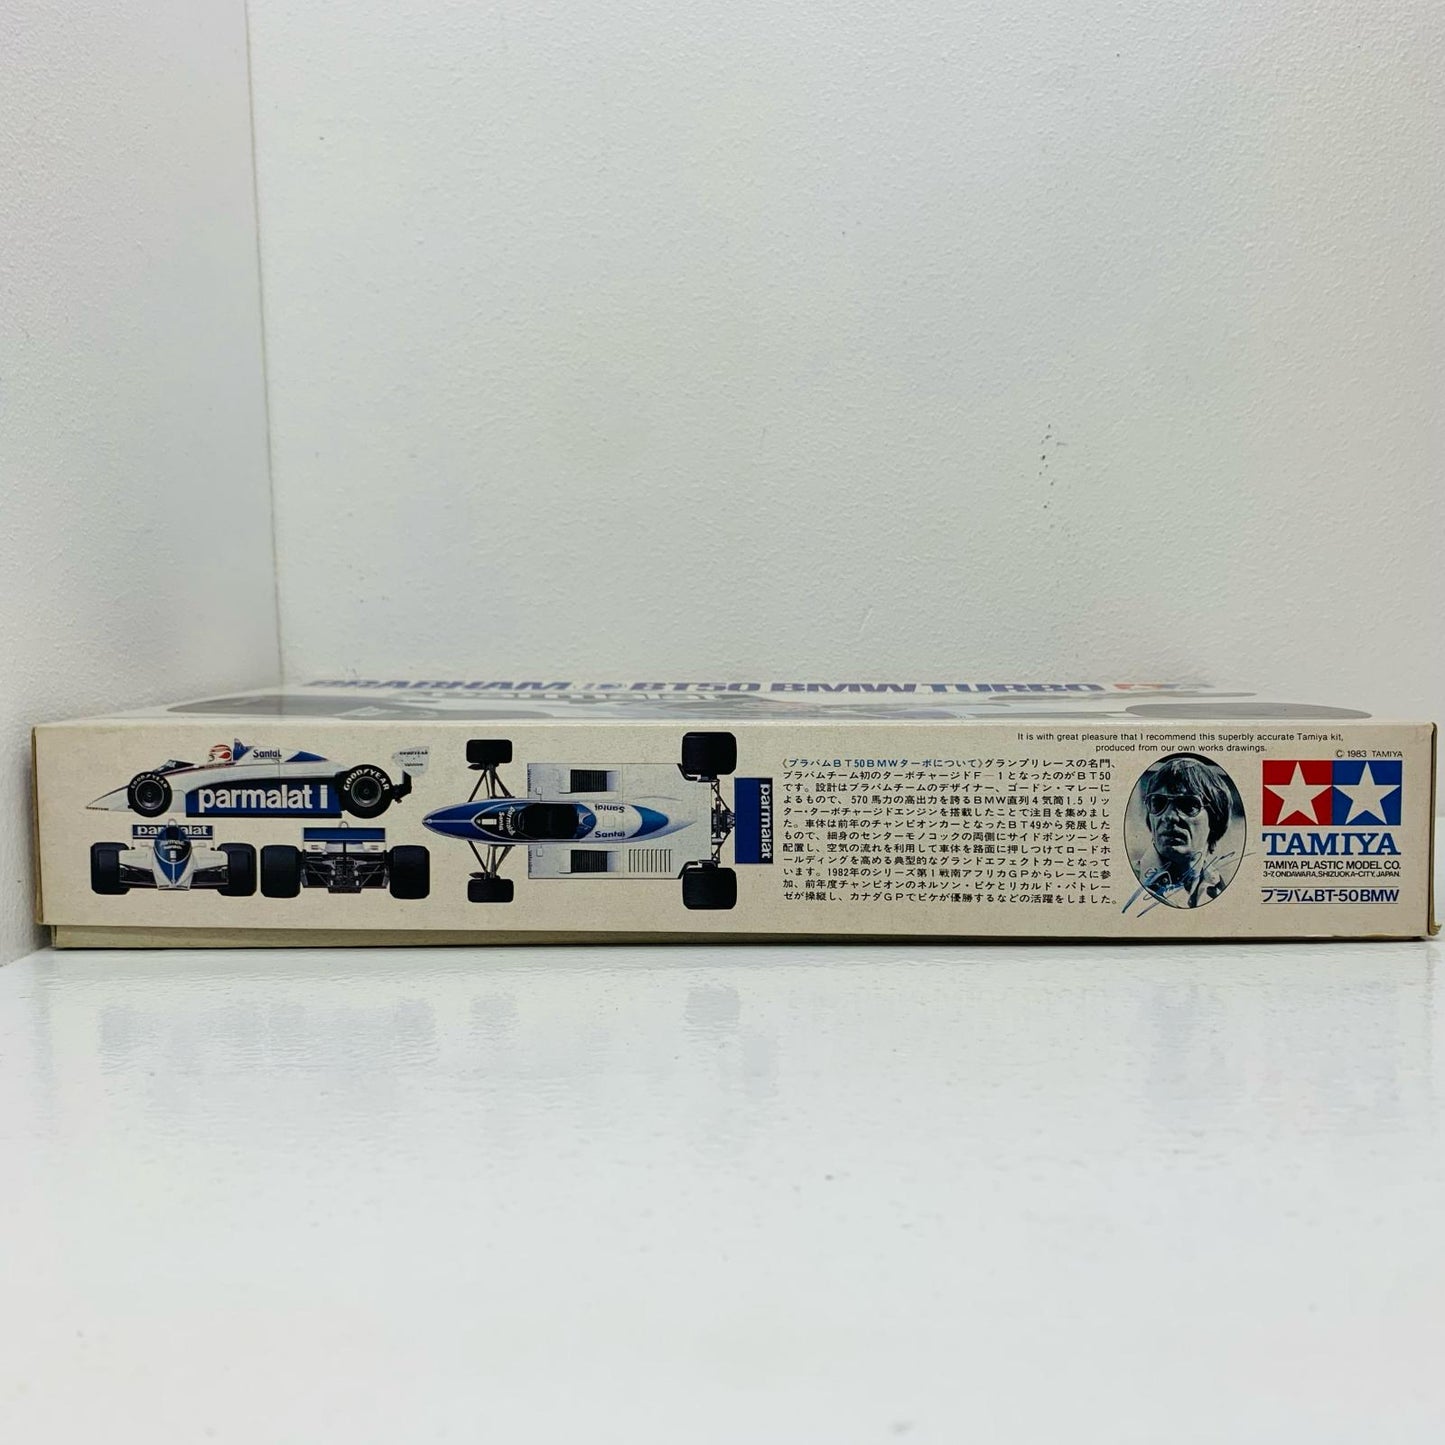 BRABHAM BT50 BMW TURBO
It is with great pleasure that I recommend this superbly accurate Tamiya kit,
produced from our own works drawings.
© 1983 TAMIYA
〈ブラバムBT50BMWターボについて〉グランプリレースの名門、
ブラバムチーム初のターボチャージドF—1となったのがBT50
です。設計はブラバムチームのデザイナー、ゴードン・マレーに
よるもので、570馬力の高出力を誇るBMW直列4気筒1.5リッ
ター・ターボチャージドエンジンを搭載したことで注目を集めまし
た。車体は前年のチャンピオンカーとなったBT49から発展した
もので、細身のセンターモノコックの両側にサイドポンツーンを
配置し、空気の流れを利用して車体を路面に押しつけてロードホ
ールディングを高める典型的なグランドエフェクトカーとなって
います。1982年のシリーズ第1戦南アフリカGPからレースに参
加、前年度チャンピオンのネルソン・ピケとリカルド・パトレー
ゼが操縦し、カナダGPでピケが優勝するなどの活躍をしました。
TAMIYA
TAMIYA PLASTIC MODEL CO.
3-7, ONDAWARA, SHIZUOKA-CITY, JAPAN.
ブラバムBT-50BMW
Santal
GOODYEAR
parmalat
parmalat
Santal
Santal
parmalat
parmalat